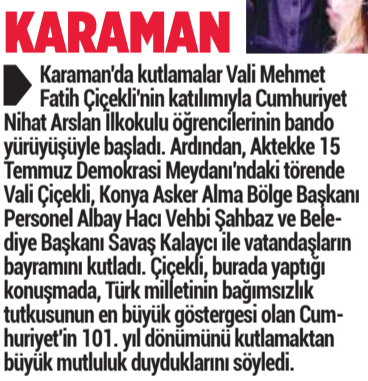 KARAMAN
Karaman'da kutlamalar Vali Mehmet
Fatih Çiçekli'nin katılımıyla Cumhuriyet
Nihat Arslan İlkokulu öğrencilerinin bando
yürüyüşüyle başladı. Ardından, Aktekke 15
Temmuz Demokrasi Meydanı'ndaki törende
Vali Çiçekli, Konya Asker Alma Bölge Başkanı
Personel Albay Hacı Vehbi Şahbaz ve Bele-
diye Başkanı Savaş Kalaycı ile vatandaşların
bayramını kutladı. Çiçekli, burada yaptığı
konuşmada, Türk milletinin bağımsızlık
tutkusunun en büyük göstergesi olan Cum-
huriyet'in 101. yıl dönümünü kutlamaktan
büyük mutluluk duyduklarını söyledi.